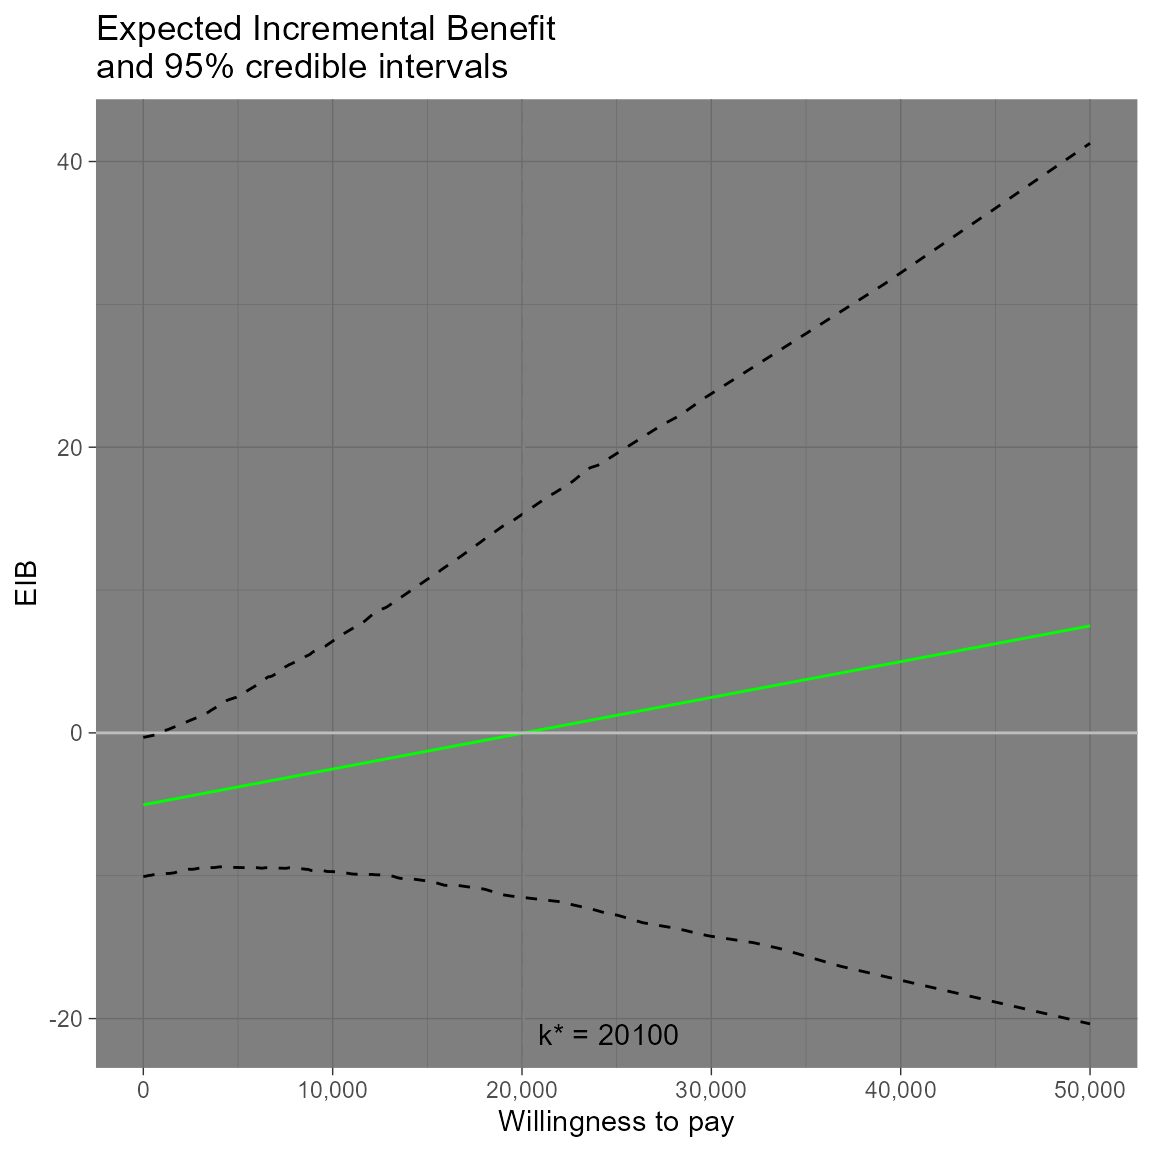 Expected Incremental Benefit
and 95% credible intervals
40
20
0
-20
EIB
k* = 20100
0 10,000 20,000 30,000 40,000 50,000
Willingness to pay